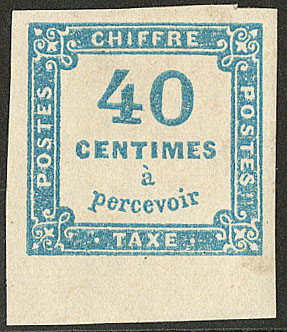 CHIFFRE
POSTES
40
CENTIMES
à
percevoir
POSTES
TAXE